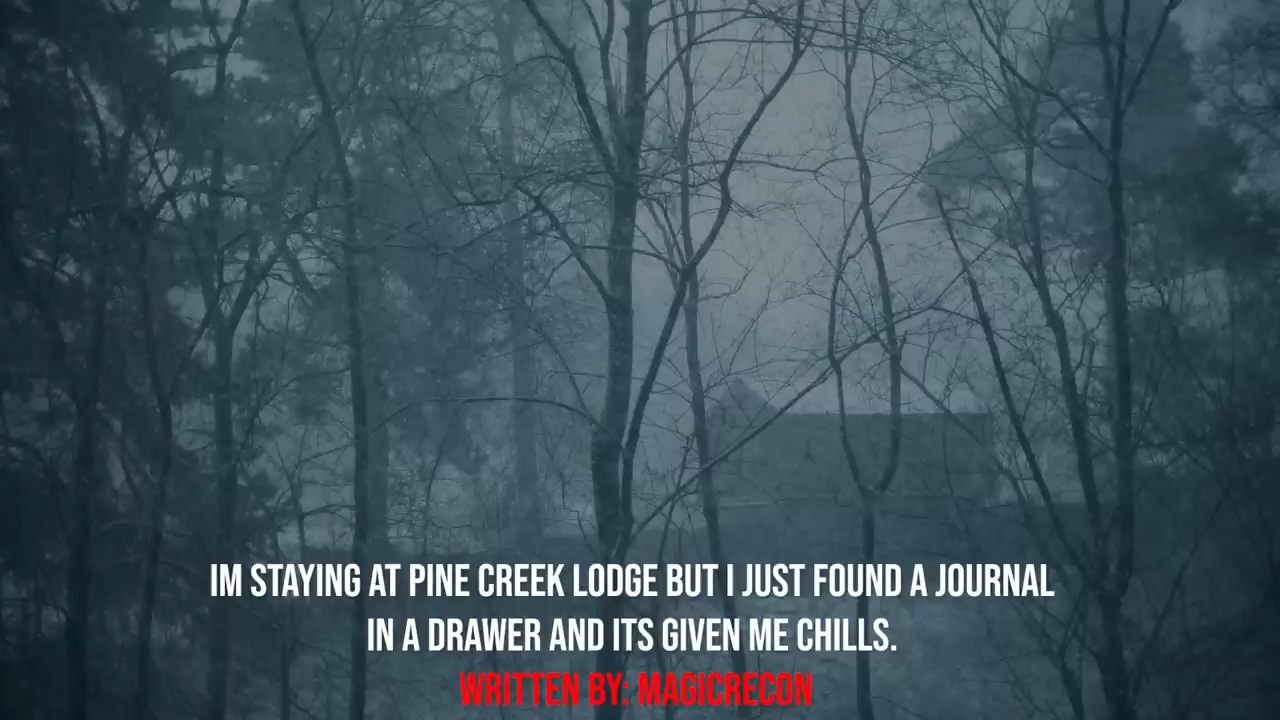 IM STAYING AT PINE CREEK LODGE BUT I JUST FOUND A JOURNAL
IN A DRAWER AND ITS GIVEN ME CHILLS.
WRITTEN BY: MAGICRECON